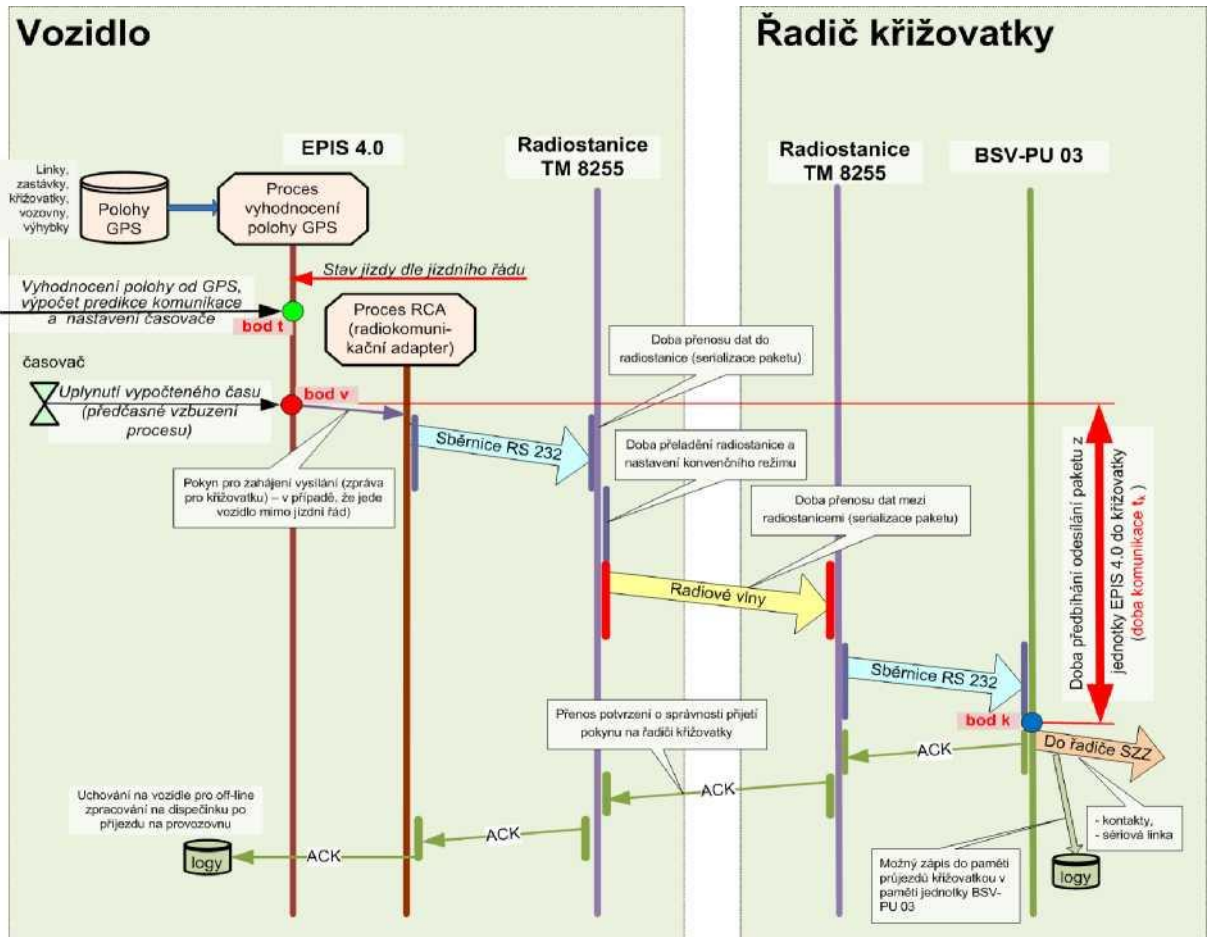 Vozidlo
Řadič křižovatky
EPIS 4.0
Radiostanice
TM 8255
Radiostanice
TM 8255
BSV-PU 03
Linky,
zastávky,
křižovatky,
vozovny,
výhybky
Polohy
GPS
Proces
vyhodnocení
polohy GPS
Stav jízdy dle jízdního řádu
Vyhodnocení polohy od GPS,
výpočet predikce komunikace
a nastavení časovače
bod t
Proces RCA
(radiokomuni-
kační adapter)
Doba přenosu dat do
radiostanice (serializace paketu)
časovač
Uplynutí vypočteného času
(předčasné vzbuzení
procesu)
bod v
Sběrnice RS 232
Doba přeladění radiostanice a
nastavení konvenčního režimu
Pokyn pro zahájení vysílání (zpráva
pro křižovatku) – v případě, že jede
vozidlo mimo jízdní řád)
Doba přenosu dat mezi
radiostanicemi (serializace paketu)
Radiové vlny
Doba předbíhání odesílání paketu z
jednotky EPIS 4.0 do křižovatky
(doba komunikace tk)
Sběrnice RS 232
bod k
Přenos potvrzení o správnosti přijetí
pokynu na řadiči křižovatky
ACK
Do řadiče SZZ
ACK
Uchování na vozidle pro off-line
zpracování na dispečinku po
příjezdu na provozovnu
ACK
ACK
logy
- kontakty,
- sériová linka
Možný zápis do paměti
průjezdů křižovatkou v
paměti jednotky BSV-
PU 03
logy